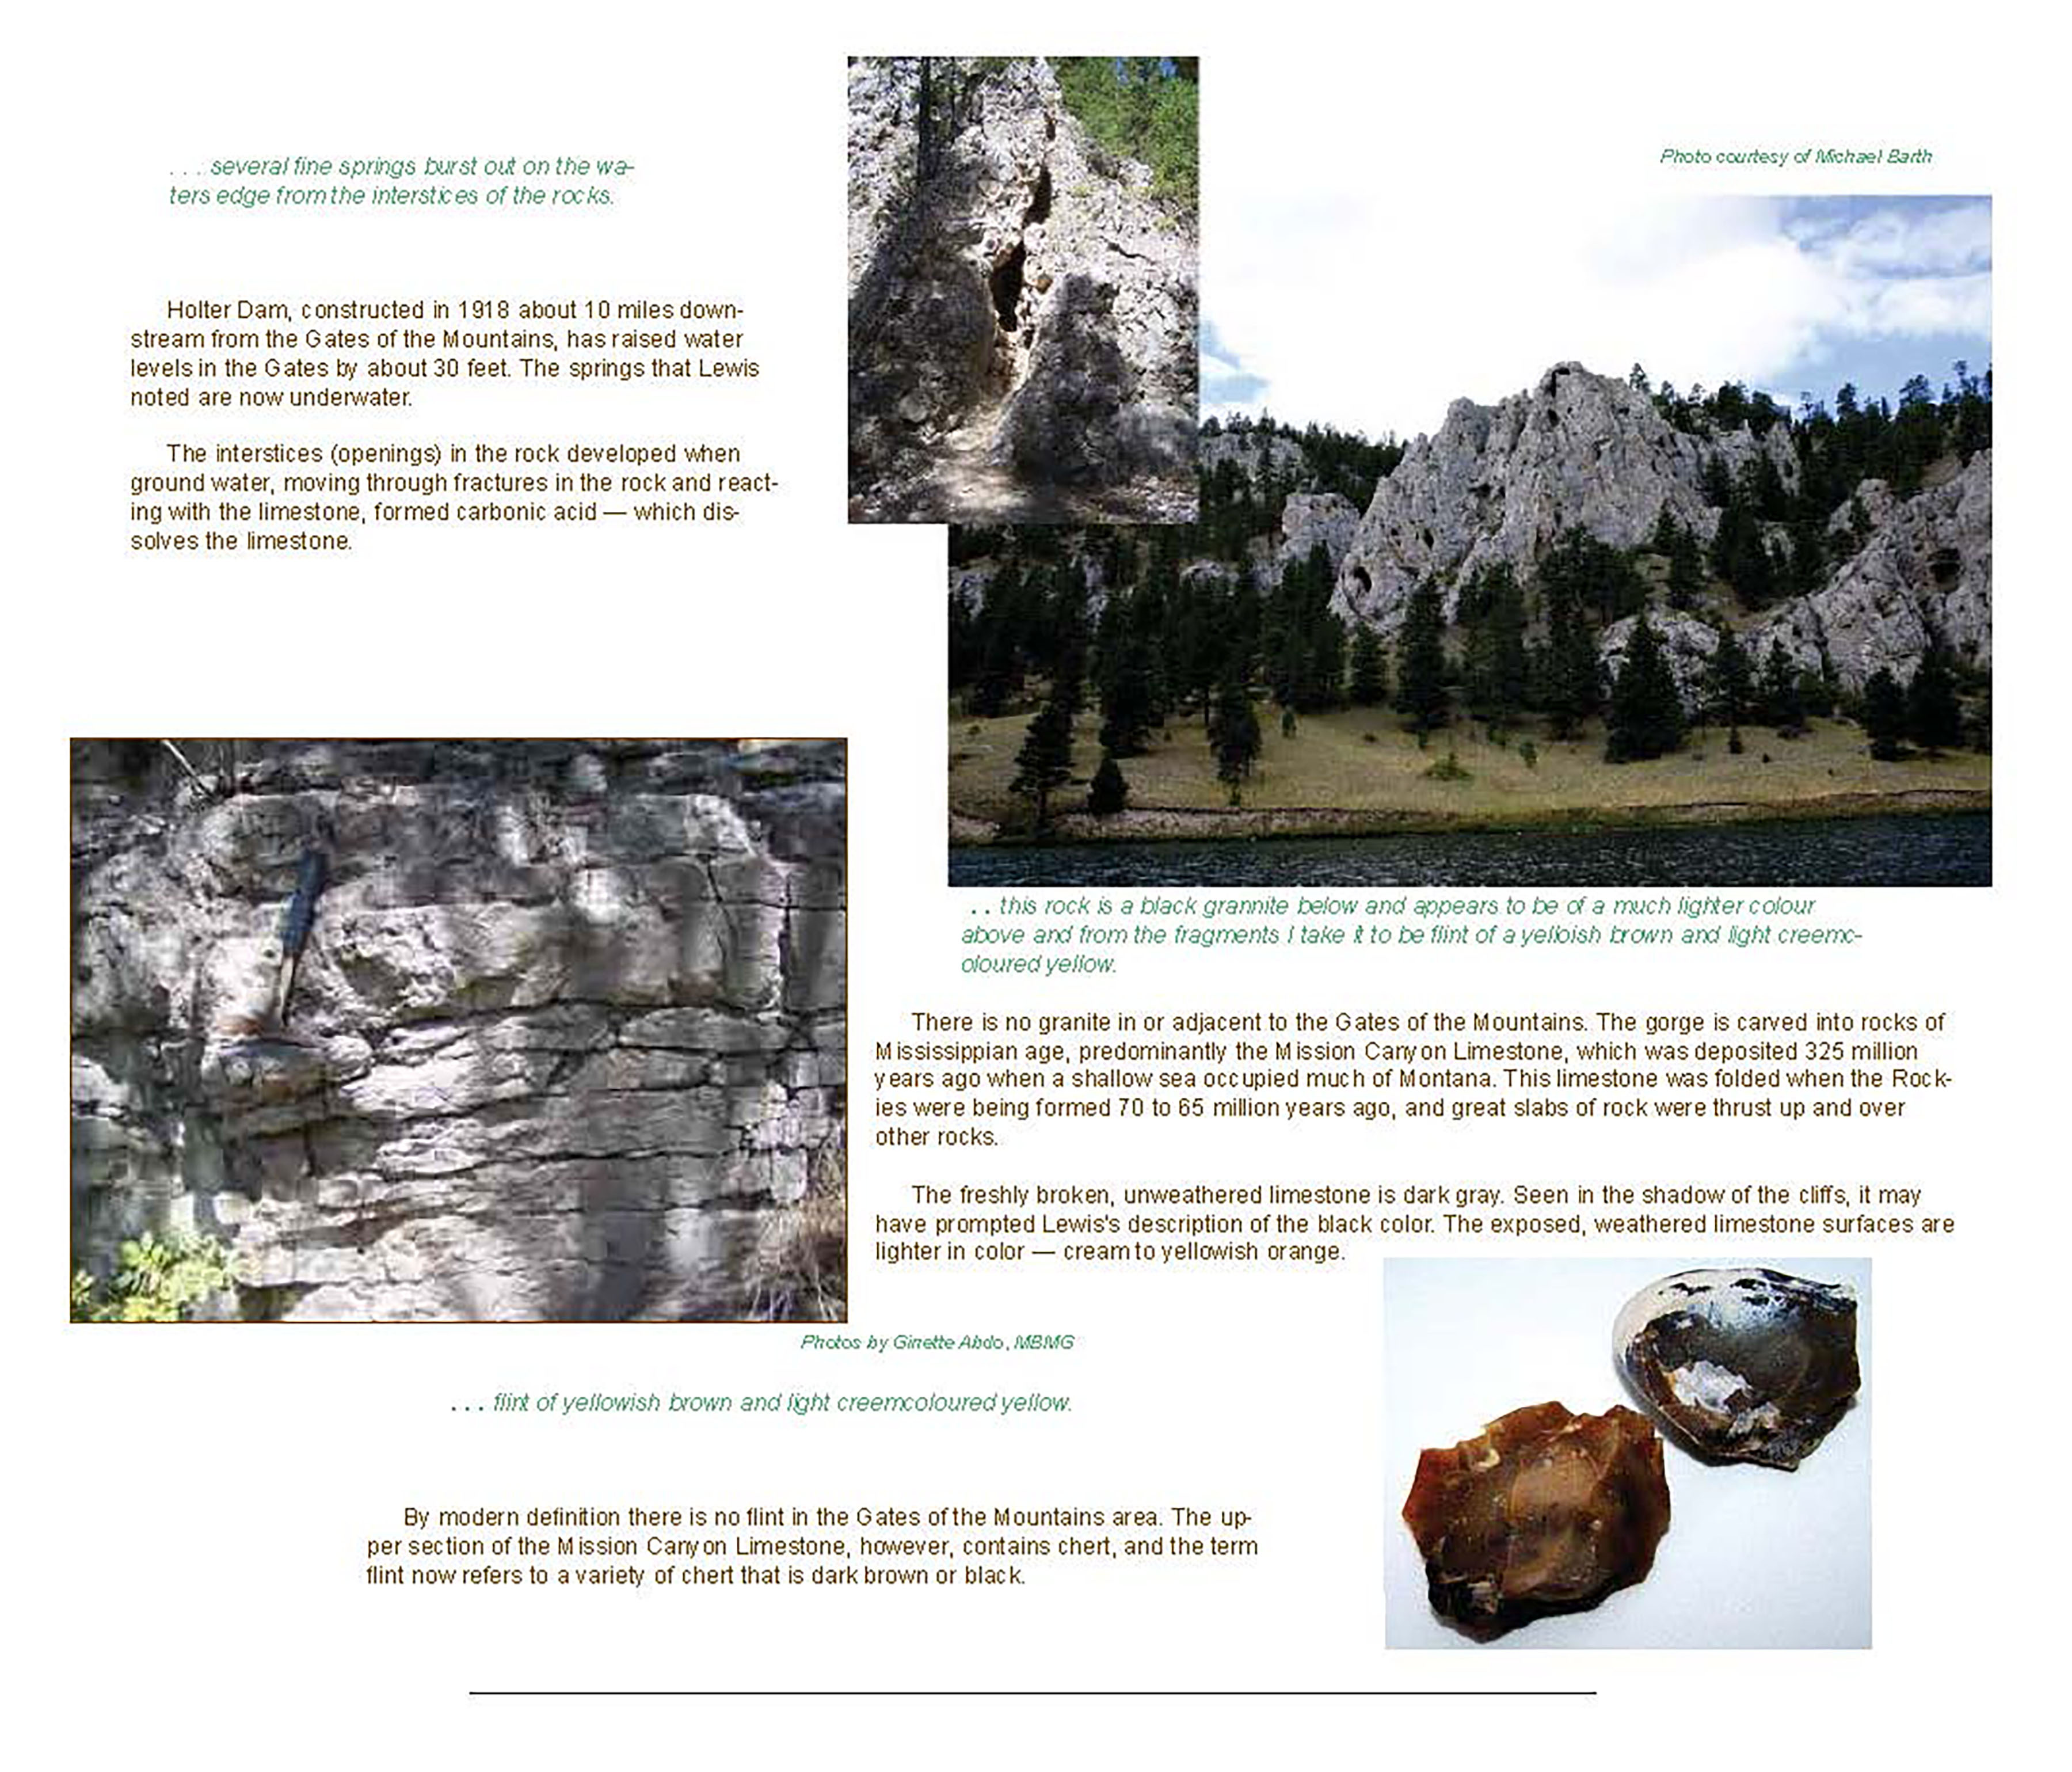 . . . several fine springs burst out on the wa-
ters edge from the interstices of the rocks.
Photo courtesy of Michael Barth
Holter Dam, constructed in 1918 about 10 miles down-
stream from the Gates of the Mountains, has raised water
levels in the Gates by about 30 feet. The springs that Lewis
noted are now underwater.
The interstices (openings) in the rock developed when
ground water, moving through fractures in the rock and react-
ing with the limestone, formed carbonic acid — which dis-
solves the limestone.
. . this rock is a black grannite below and appears to be of a much lighter colour
above and from the fragments I take it to be flint of a yelloish brown and light creemc-
oloured yellow.
There is no granite in or adjacent to the Gates of the Mountains. The gorge is carved into rocks of
Mississippian age, predominantly the Mission Canyon Limestone, which was deposited 325 million
years ago when a shallow sea occupied much of Montana. This limestone was folded when the Rock-
ies were being formed 70 to 65 million years ago, and great slabs of rock were thrust up and over
other rocks.
The freshly broken, unweathered limestone is dark gray. Seen in the shadow of the cliffs, it may
have prompted Lewis's description of the black color. The exposed, weathered limestone surfaces are
lighter in color — cream to yellowish orange.
Photos by Ginette Abdo, MBMG
. . . flint of yellowish brown and light creemcoloured yellow.
By modern definition there is no flint in the Gates of the Mountains area. The up-
per section of the Mission Canyon Limestone, however, contains chert, and the term
flint now refers to a variety of chert that is dark brown or black.